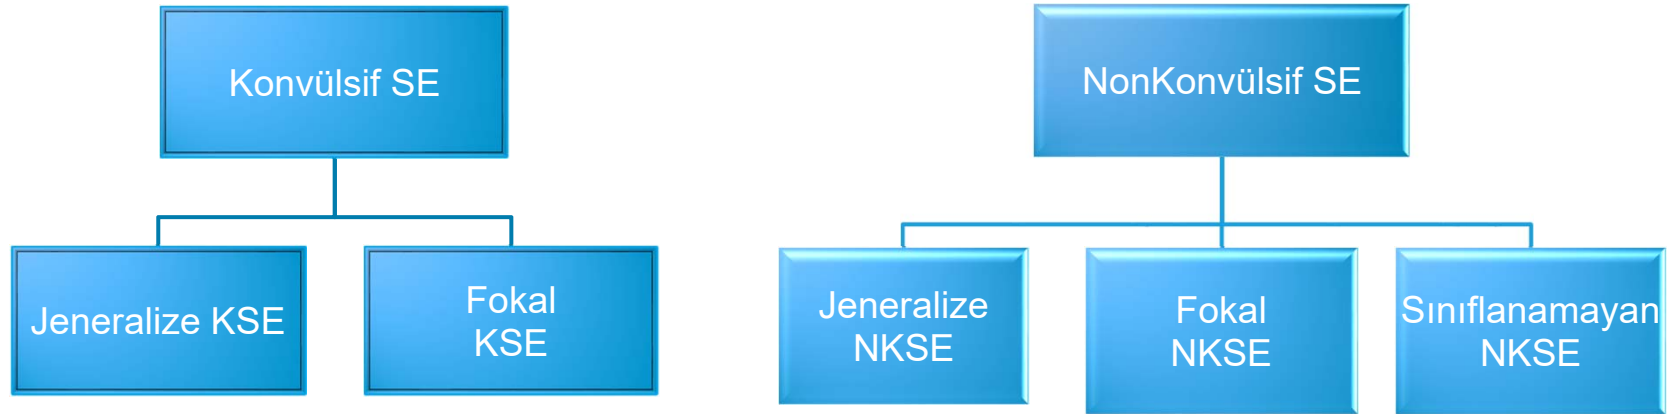 Konvülsif SE
Jeneralize KSE
Fokal
KSE
NonKonvülsif SE
Jeneralize
NKSE
Fokal
NKSE
Sınıflanamayan
NKSE